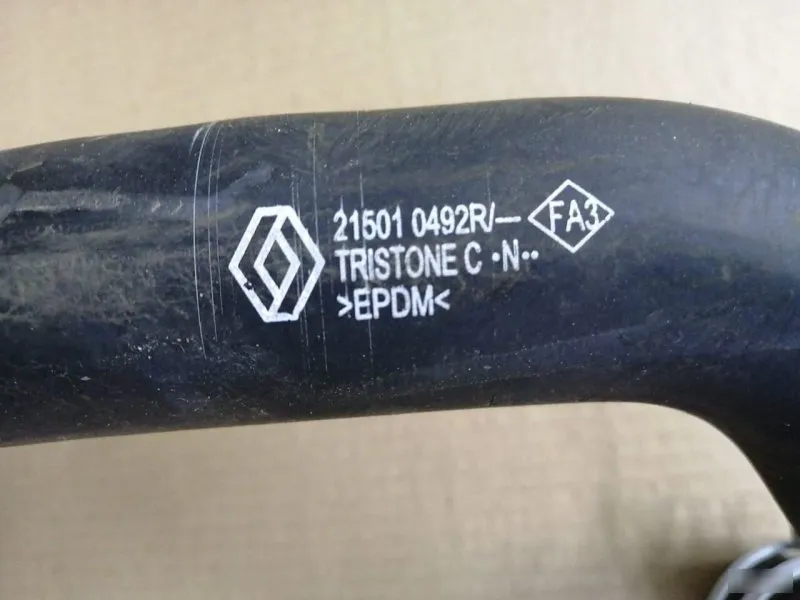 21501 0492R/—
FA3
TRISTONE C •N••
>EPDM<